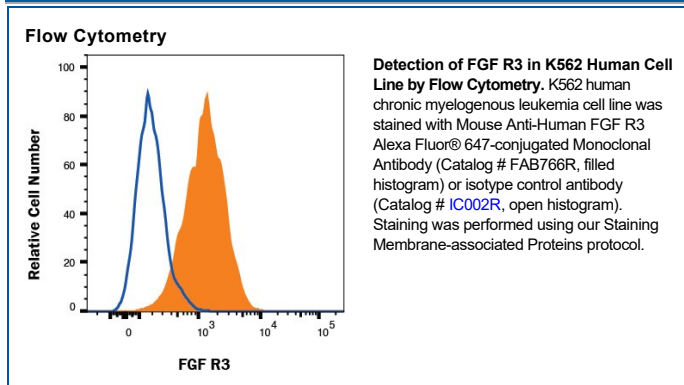 Flow Cytometry
Relative Cell Number
100
80
60
40
20
0
0
10³
10⁴
10⁵
FGF R3
Detection of FGF R3 in K562 Human Cell
Line by Flow Cytometry. K562 human
chronic myelogenous leukemia cell line was
stained with Mouse Anti-Human FGF R3
Alexa Fluor® 647-conjugated Monoclonal
Antibody (Catalog # FAB766R, filled
histogram) or isotype control antibody
(Catalog # IC002R, open histogram).
Staining was performed using our Staining
Membrane-associated Proteins protocol.